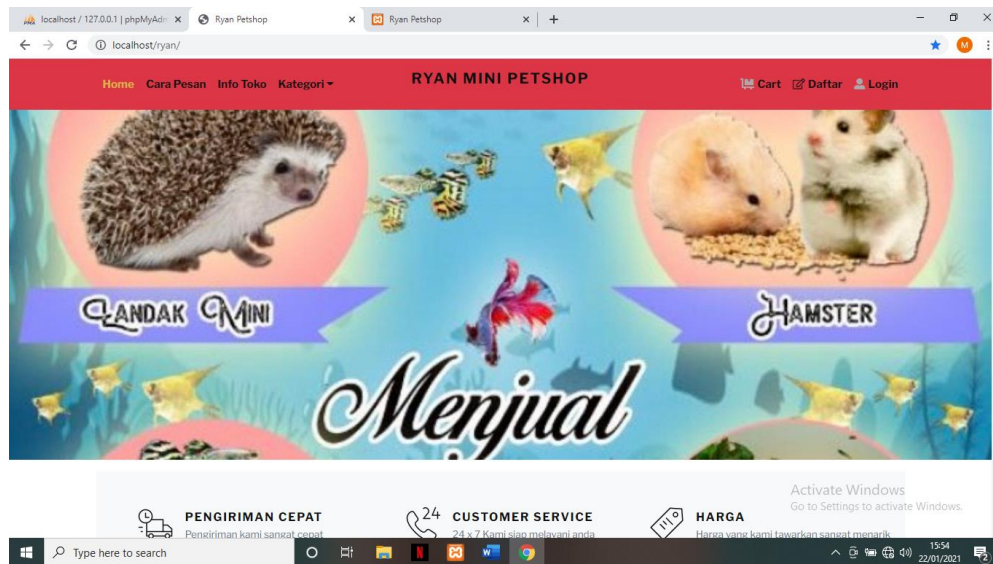 localhost / 127.0.0.1 | phpMyAdn
Ryan Petshop
Ryan Petshop
localhost/ryan/
M
Home Cara Pesan Info Toko Kategori
RYAN MINI PETSHOP
Cart Daftar Login
LANDAK MINI
HAMSTER
Menjual
PENGIRIMAN CEPAT
Pengiriman kami sangat cepat
24
CUSTOMER SERVICE
24 x 7 Kami siap melayani anda
HARGA
Harga yang kami tawarkan sangat menarik
Activate Windows
Go to Settings to activate Windows.
Type here to search
15:54
22/01/2021
2